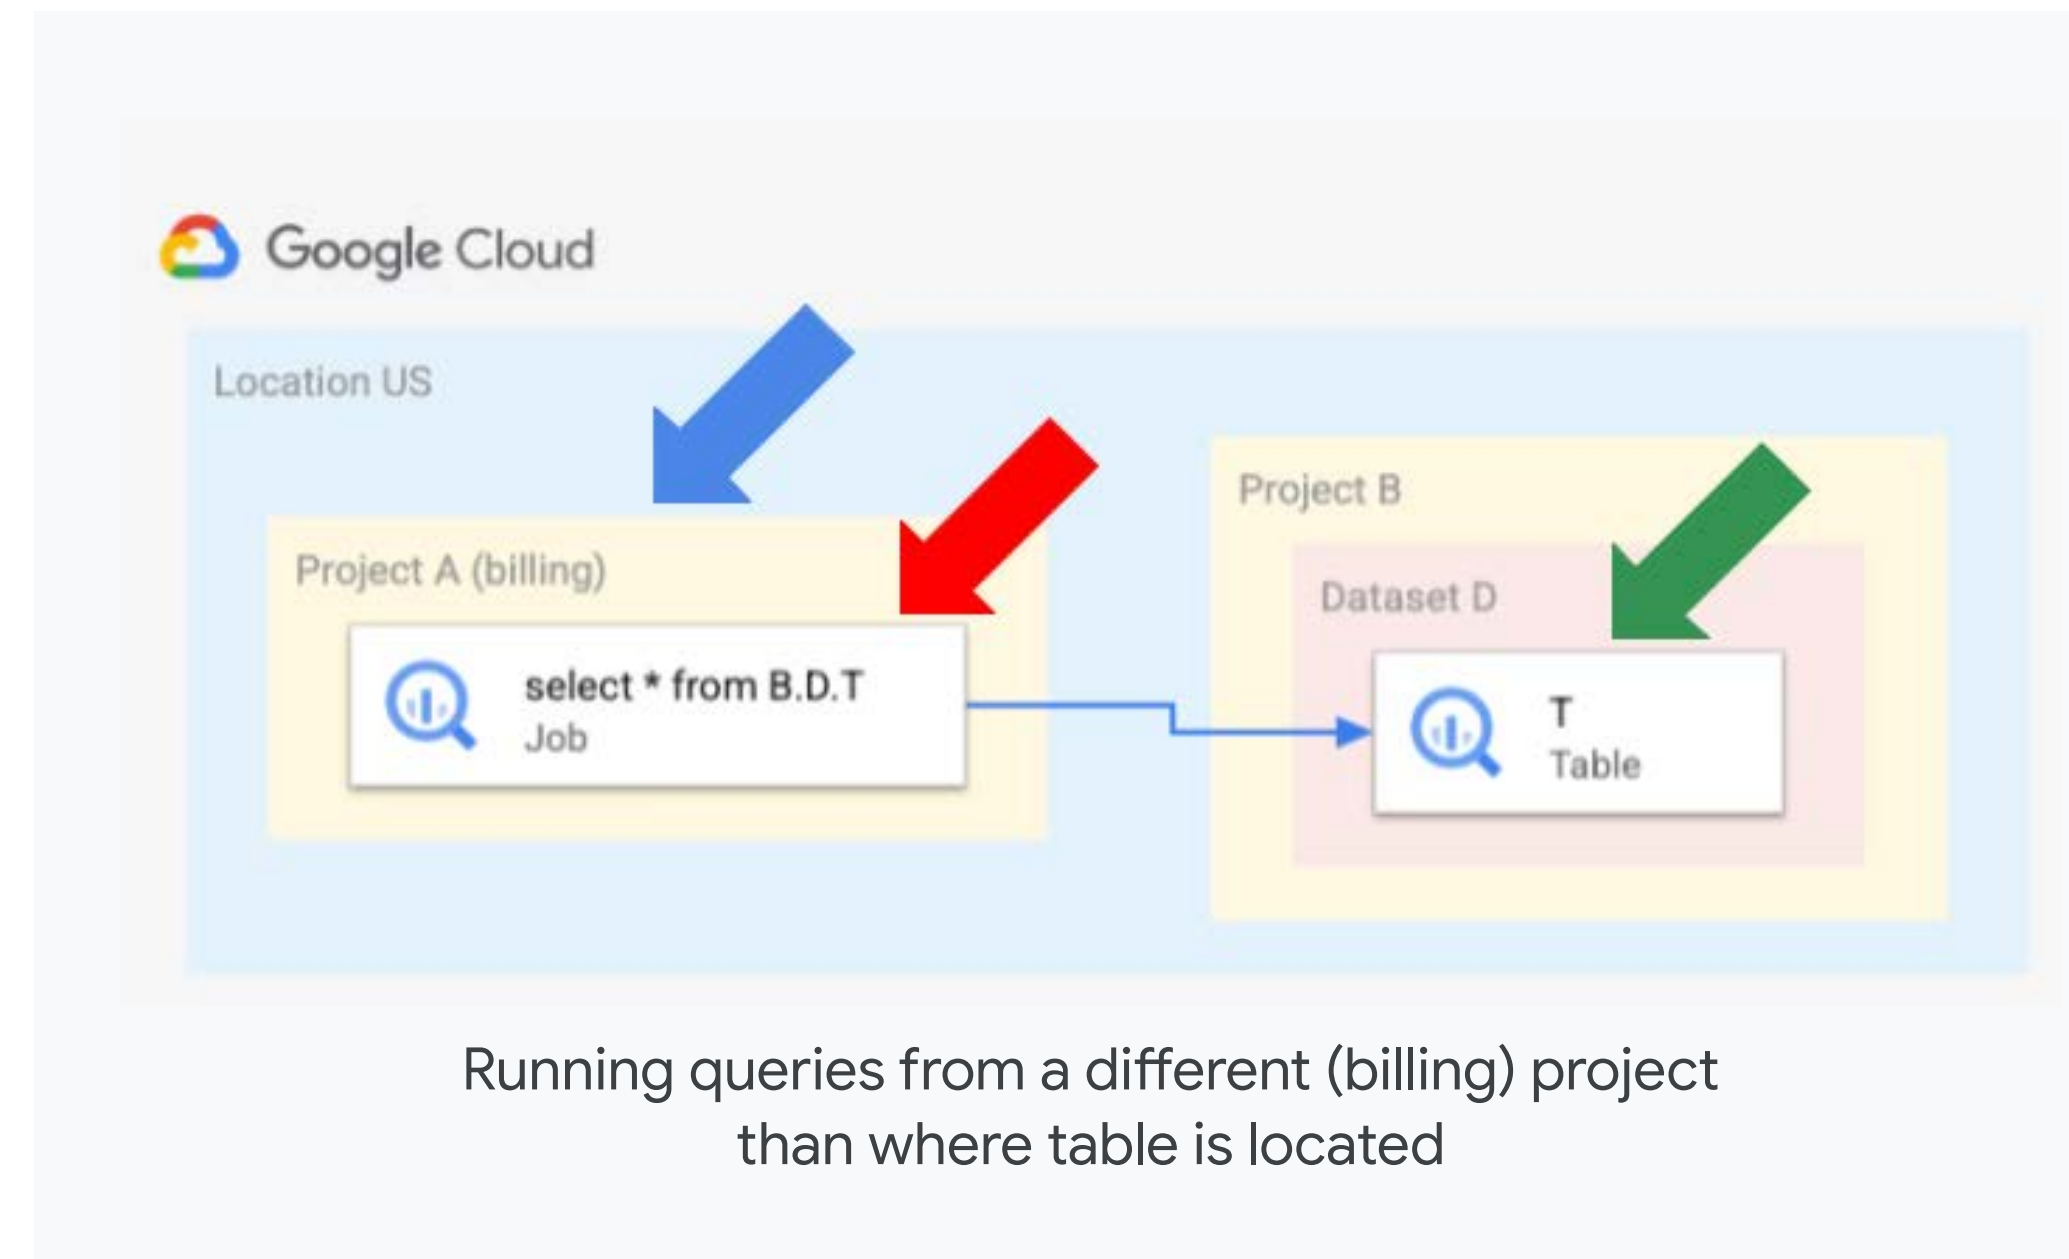 Google Cloud
Location US
Project A (billing)
select * from B.D.T
Job
Project B
Dataset D
T
Table
Running queries from a different (billing) project
than where table is located